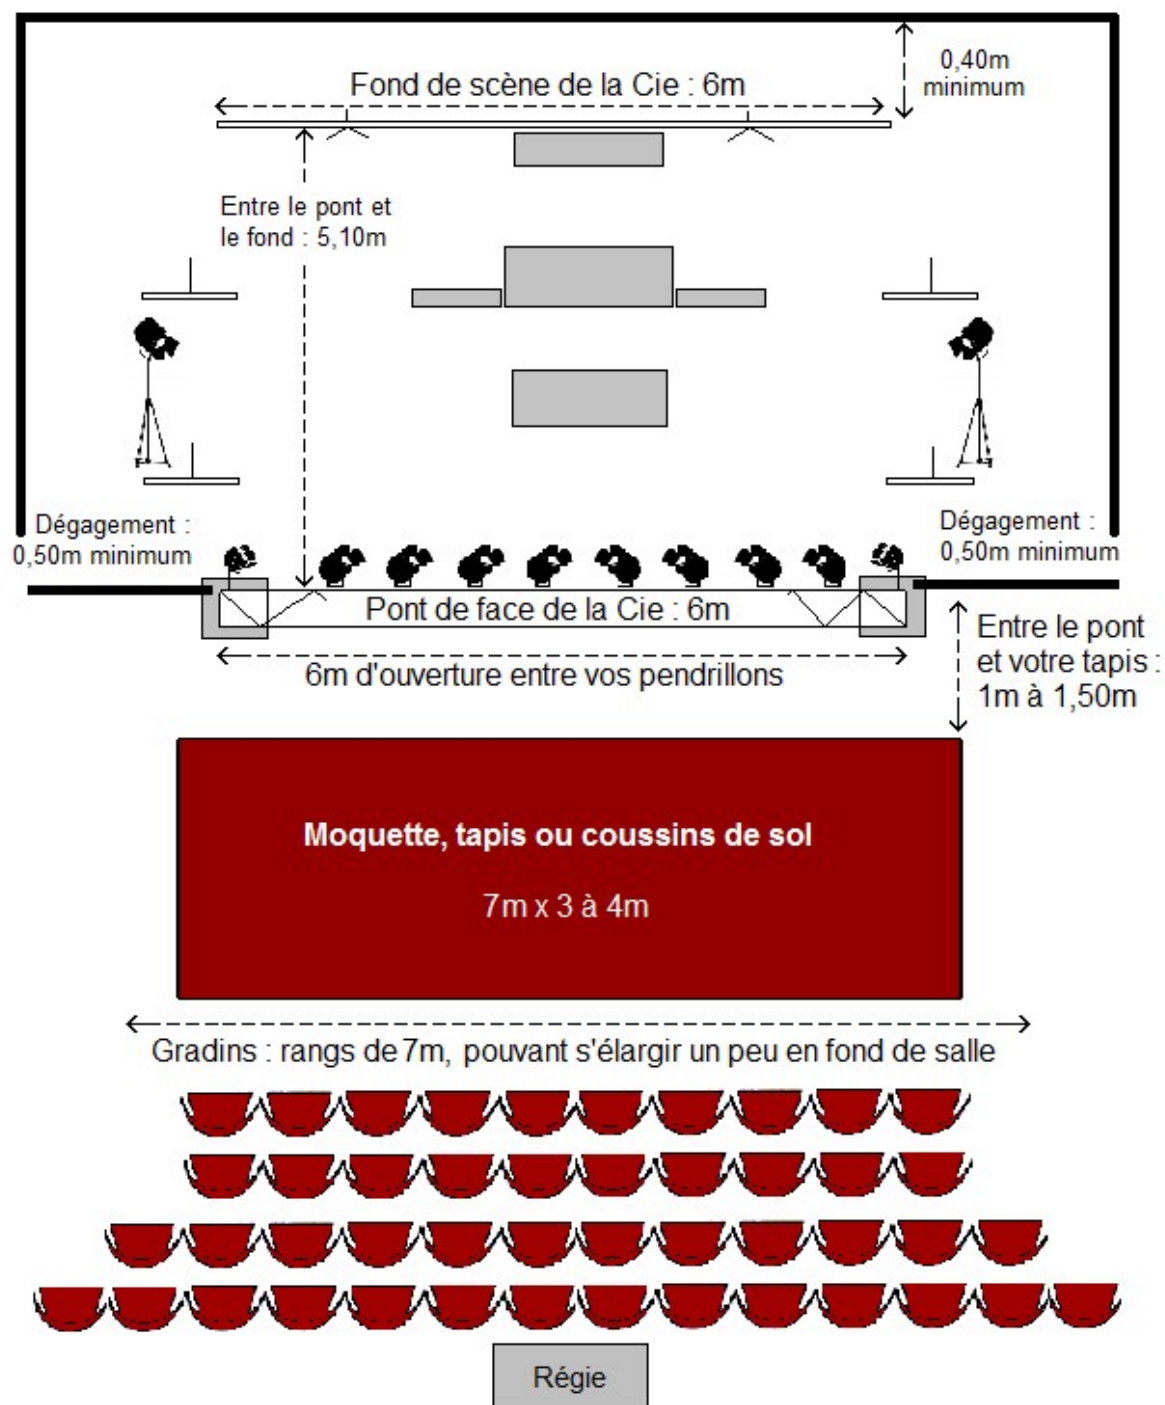 Fond de scène de la Cie : 6m
0,40m
minimum
Entre le pont et
le fond : 5,10m
Dégagement :
0,50m minimum
Dégagement :
0,50m minimum
Pont de face de la Cie : 6m
6m d'ouverture entre vos pendrillons
Entre le pont
et votre tapis :
1m à 1,50m
Moquette, tapis ou coussins de sol
7m x 3 à 4m
Gradins : rangs de 7m, pouvant s'élargir un peu en fond de salle
Régie